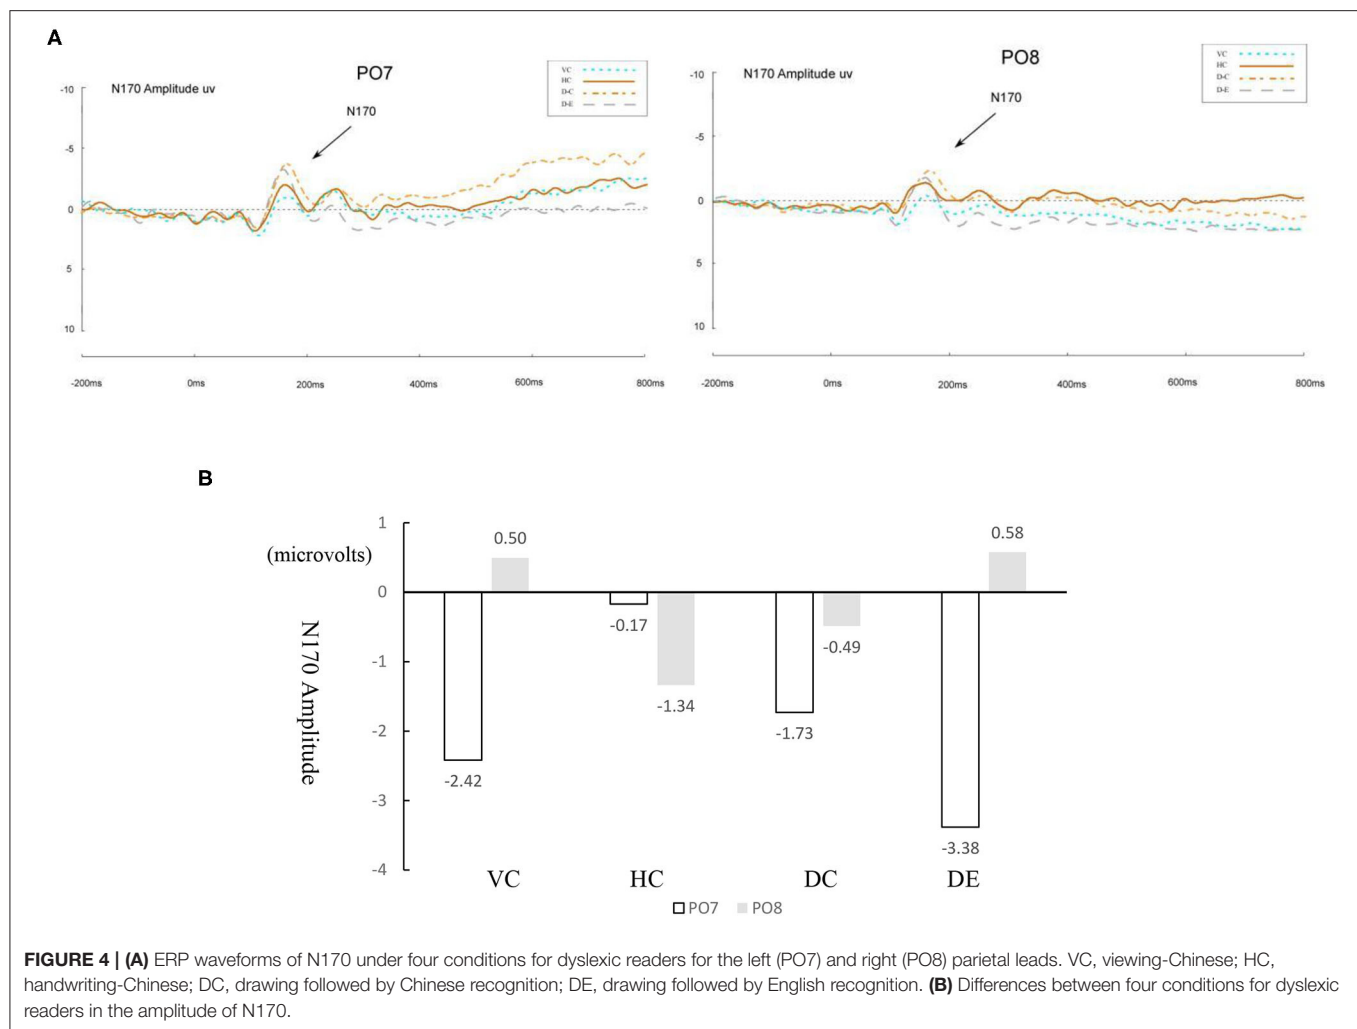 A
PO7
N170 Amplitude uv
N170
VC
HC
D-C
D-E
-10
-5
0
5
10
-200ms
0ms
200ms
400ms
600ms
800ms
PO8
N170 Amplitude uv
N170
VC
HC
D-C
D-E
-10
-5
0
5
10
-200ms
0ms
200ms
400ms
600ms
800ms
B
(microvolts)
N170 Amplitude
1
0
-1
-2
-3
-4
0.50
0.58
-0.17
-0.49
-1.34
-1.73
-2.42
-3.38
VC HC DC DE
PO7 PO8
FIGURE 4 | (A) ERP waveforms of N170 under four conditions for dyslexic readers for the left (PO7) and right (PO8) parietal leads. VC, viewing-Chinese; HC,
handwriting-Chinese; DC, drawing followed by Chinese recognition; DE, drawing followed by English recognition. (B) Differences between four conditions for dyslexic
readers in the amplitude of N170.